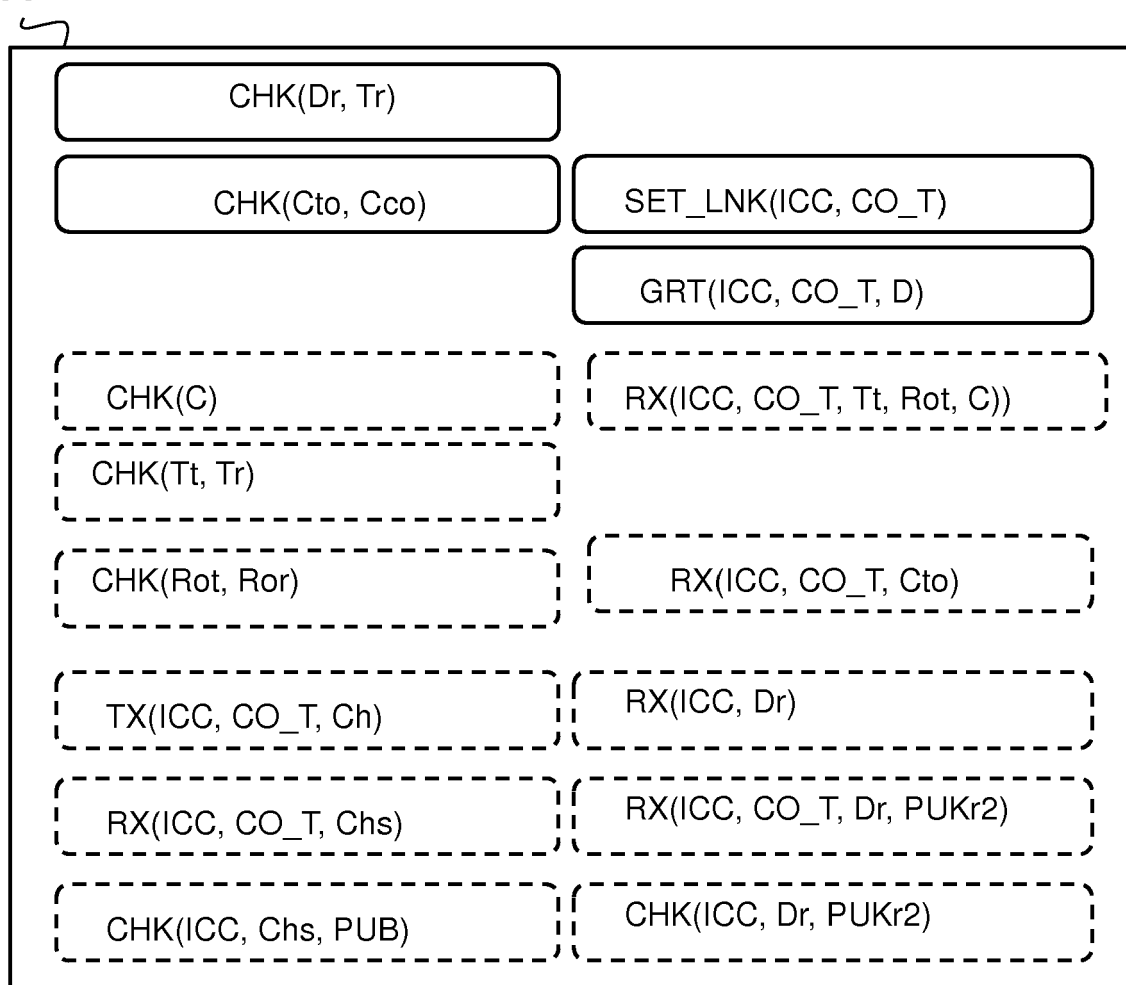 CHK(Dr, Tr)
CHK(Cto, Cco)
SET_LNK(ICC, CO_T)
GRT(ICC, CO_T, D)
CHK(C)
RX(ICC, CO_T, Tt, Rot, C))
CHK(Tt, Tr)
CHK(Rot, Ror)
RX(ICC, CO_T, Cto)
TX(ICC, CO_T, Ch)
RX(ICC, Dr)
RX(ICC, CO_T, Chs)
RX(ICC, CO_T, Dr, PUKr2)
CHK(ICC, Chs, PUB)
CHK(ICC, Dr, PUKr2)